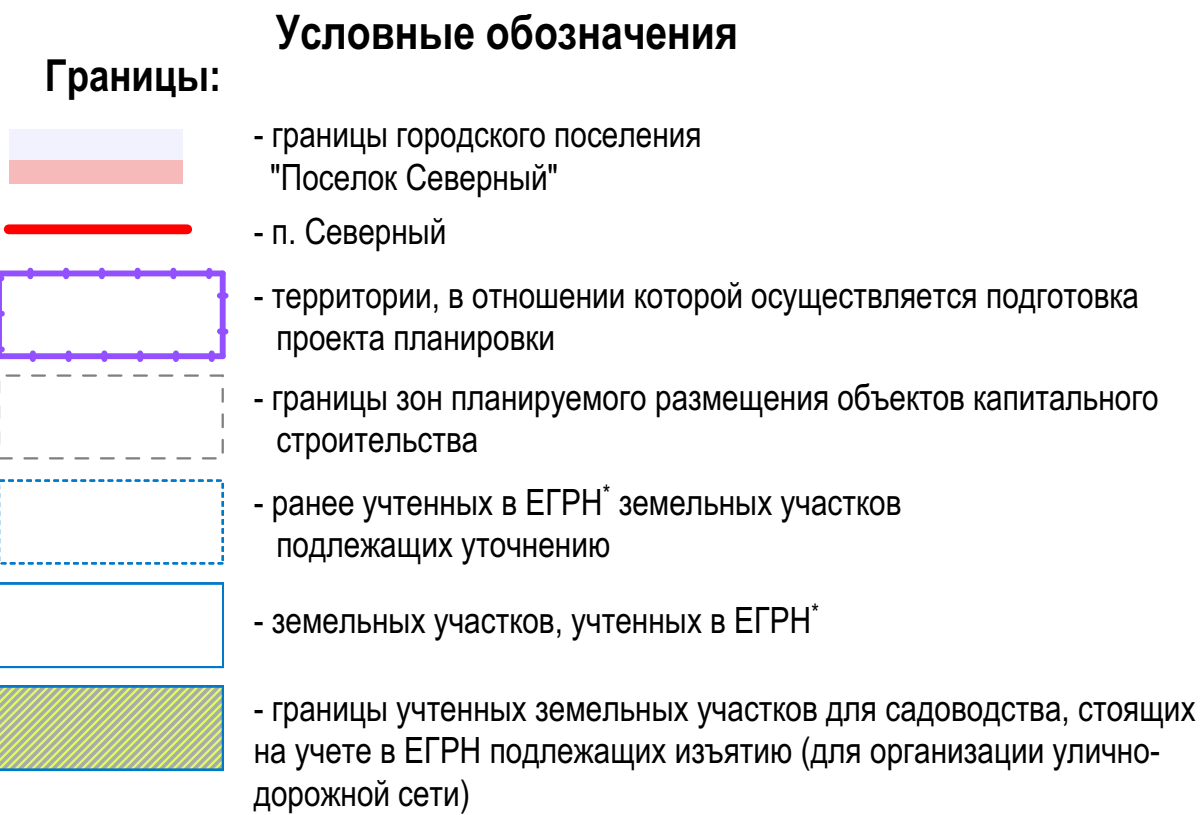 Условные обозначения
Границы:
- границы городского поселения
"Поселок Северный"
- п. Северный
- территории, в отношении которой осуществляется подготовка
проекта планировки
- границы зон планируемого размещения объектов капитального
строительства
- ранее учтенных в ЕГРН* земельных участков
подлежащих уточнению
- земельных участков, учтенных в ЕГРН*
- границы учтенных земельных участков для садоводства, стоящих
на учете в ЕГРН подлежащих изъятию (для организации улично-
дорожной сети)